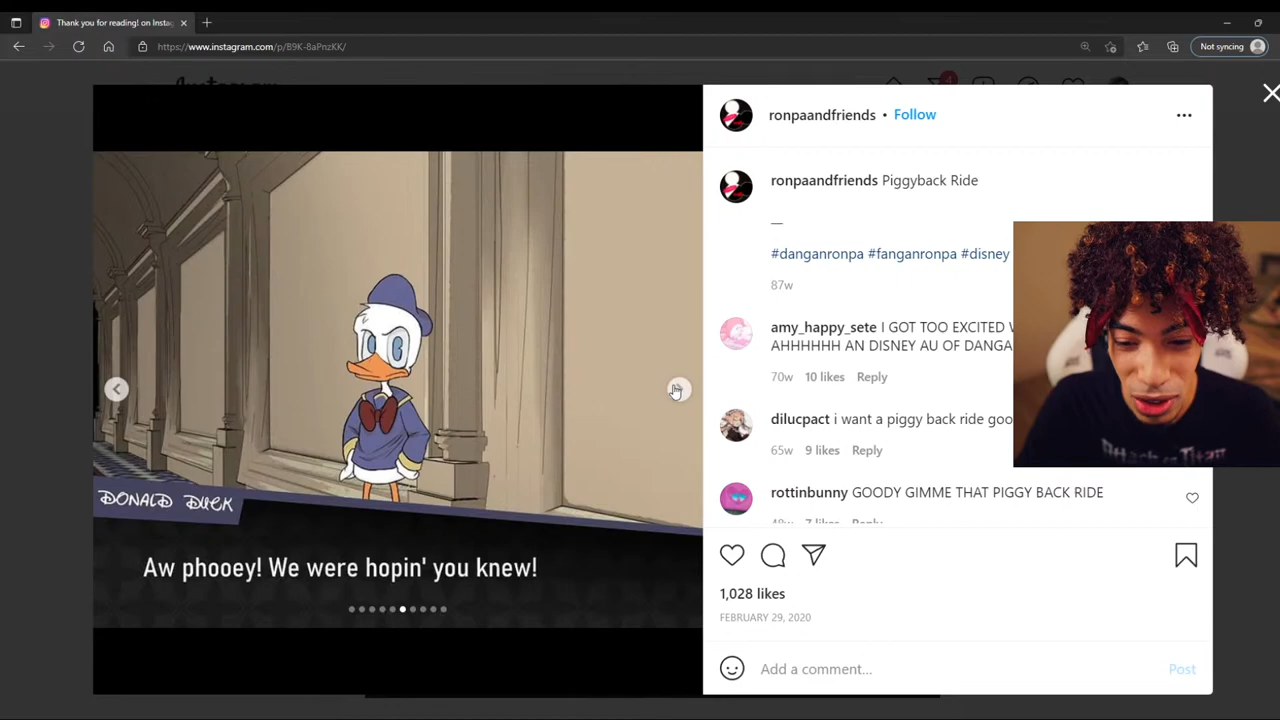 Thank you for reading! on Instag
https://www.instagram.com/p/B9K-8aPnzKK/
Not syncing
ronpaandfriends • Follow
ronpaandfriends Piggyback Ride
—
#danganronpa #fanganronpa #disney
87w
amy_happy_sete I GOT TOO EXCITED
AHHHHHH AN DISNEY AU OF DANGA
70w 10 likes Reply
dilucpact i want a piggy back ride goo
65w 9 likes Reply
rottinbunny GOODY GIMME THAT PIGGY BACK RIDE
DONALD DUCK
Aw phooey! We were hopin' you knew!
1,028 likes
FEBRUARY 29, 2020
Add a comment...
Post